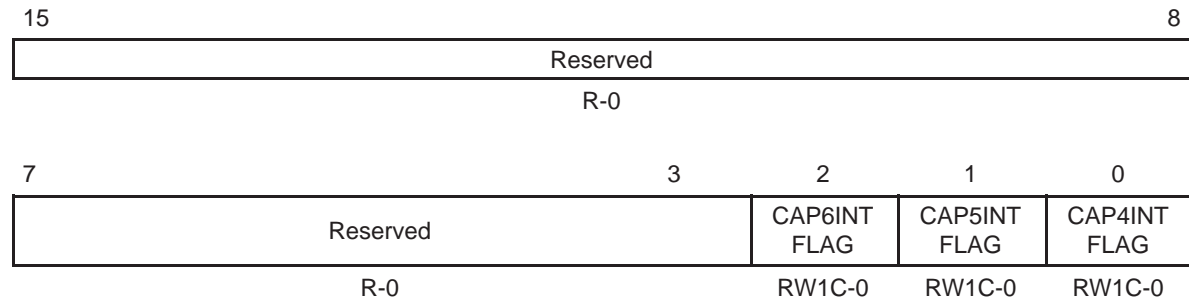 15 8
Reserved
R-0
7 3 2 1 0
Reserved CAP6INT FLAG CAP5INT FLAG CAP4INT FLAG
R-0 RW1C-0 RW1C-0 RW1C-0